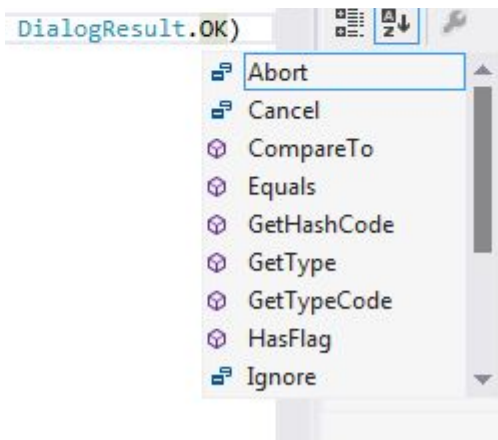 DialogResult.OK)
Abort
Cancel
CompareTo
Equals
GetHashCode
GetType
GetTypeCode
HasFlag
Ignore